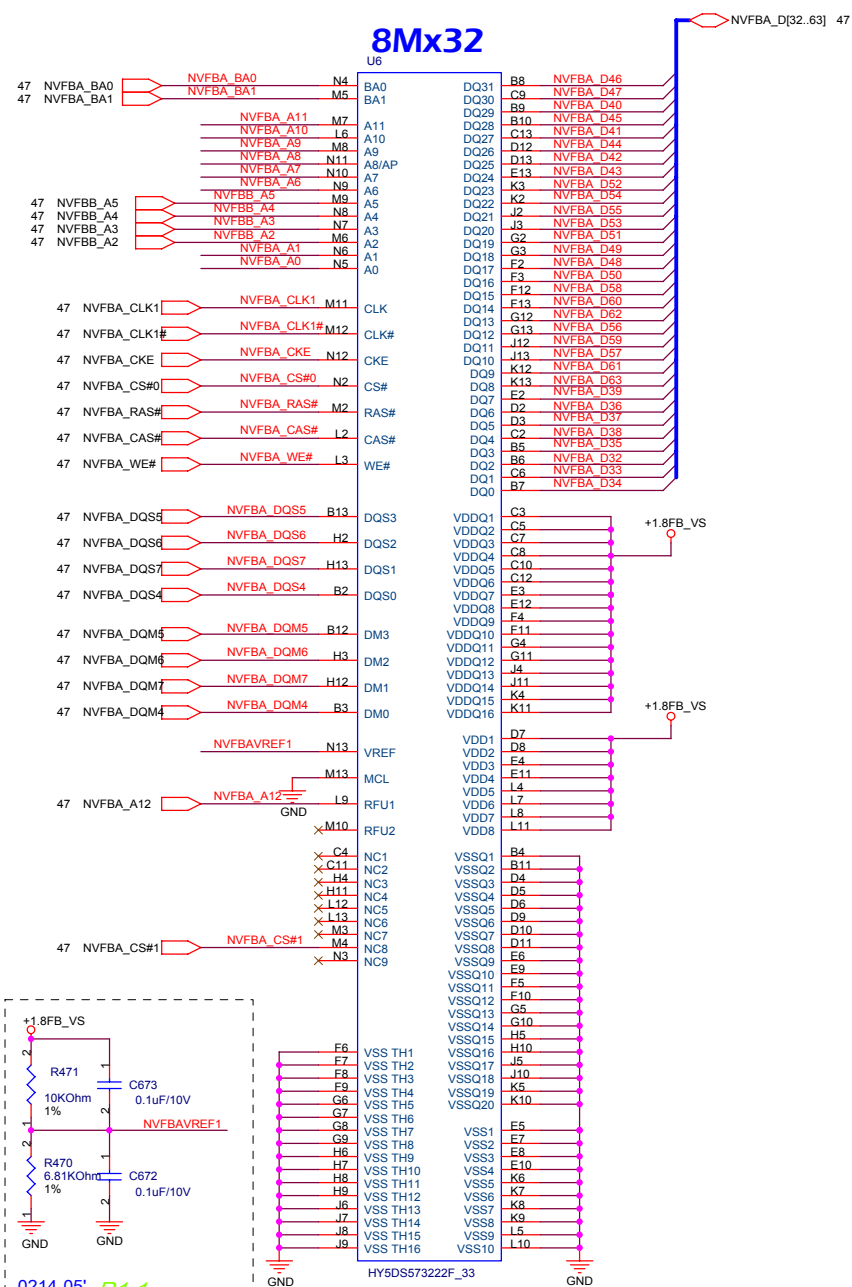 8Mx32
U6
NVFBA_D[32..63] 47
47 NVFBA_BA0 NVFBA_BA0 N4 BA0
47 NVFBA_BA1 NVFBA_BA1 M5 BA1
NVFBA_A11 M7 A11
NVFBA_A10 L6 A10
NVFBA_A9 M8 A9
NVFBA_A8 N11 A8/AP
NVFBA_A7 N10 A7
NVFBA_A6 N9 A6
47 NVFBB_A5 NVFBB_A5 M9 A5
47 NVFBB_A4 NVFBB_A4 N8 A4
47 NVFBB_A3 NVFBB_A3 N7 A3
47 NVFBB_A2 NVFBB_A2 M6 A2
NVFBA_A1 N6 A1
NVFBA_A0 N5 A0
47 NVFBA_CLK1 NVFBA_CLK1 M11 CLK
47 NVFBA_CLK1# NVFBA_CLK1# M12 CLK#
47 NVFBA_CKE NVFBA_CKE N12 CKE
47 NVFBA_CS#0 NVFBA_CS#0 N2 CS#
47 NVFBA_RAS# NVFBA_RAS# M2 RAS#
47 NVFBA_CAS# NVFBA_CAS# L2 CAS#
47 NVFBA_WE# NVFBA_WE# L3 WE#
47 NVFBA_DQS5 NVFBA_DQS5 B13 DQS3
47 NVFBA_DQS6 NVFBA_DQS6 H2 DQS2
47 NVFBA_DQS7 NVFBA_DQS7 H13 DQS1
47 NVFBA_DQS4 NVFBA_DQS4 B2 DQS0
47 NVFBA_DQM5 NVFBA_DQM5 B12 DM3
47 NVFBA_DQM6 NVFBA_DQM6 H3 DM2
47 NVFBA_DQM7 NVFBA_DQM7 H12 DM1
47 NVFBA_DQM4 NVFBA_DQM4 B3 DM0
NVFBAVREF1 N13 VREF
M13 MCL
GND
47 NVFBA_A12 NVFBA_A12 L9 RFU1
M10 RFU2
C4 NC1
C11 NC2
H4 NC3
H11 NC4
L12 NC5
L13 NC6
M3 NC7
47 NVFBA_CS#1 NVFBA_CS#1 M4 NC8
N3 NC9
F6 VSS TH1
F7 VSS TH2
F8 VSS TH3
F9 VSS TH4
G6 VSS TH5
G7 VSS TH6
G8 VSS TH7
G9 VSS TH8
H6 VSS TH9
H7 VSS TH10
H8 VSS TH11
H9 VSS TH12
J6 VSS TH13
J7 VSS TH14
J8 VSS TH15
J9 VSS TH16
GND
DQ31 B8 NVFBA_D46
DQ30 C9 NVFBA_D47
DQ29 B9 NVFBA_D40
DQ28 B10 NVFBA_D45
DQ27 C13 NVFBA_D41
DQ26 D12 NVFBA_D44
DQ25 D13 NVFBA_D42
DQ24 E13 NVFBA_D43
DQ23 K3 NVFBA_D52
DQ22 K2 NVFBA_D54
DQ21 J2 NVFBA_D55
DQ20 J3 NVFBA_D53
DQ19 G2 NVFBA_D51
DQ18 G3 NVFBA_D49
DQ17 F2 NVFBA_D48
DQ16 F3 NVFBA_D50
DQ15 F12 NVFBA_D58
DQ14 F13 NVFBA_D60
DQ13 G12 NVFBA_D62
DQ12 G13 NVFBA_D56
DQ11 J12 NVFBA_D59
DQ10 J13 NVFBA_D57
DQ9 K12 NVFBA_D61
DQ8 K13 NVFBA_D63
DQ7 E2 NVFBA_D39
DQ6 D2 NVFBA_D36
DQ5 D3 NVFBA_D37
DQ4 C2 NVFBA_D38
DQ3 B5 NVFBA_D35
DQ2 B6 NVFBA_D32
DQ1 C6 NVFBA_D33
DQ0 B7 NVFBA_D34
VDDQ1 C3
VDDQ2 C5
VDDQ3 C7
VDDQ4 C8
VDDQ5 C10
VDDQ6 C12
VDDQ7 E3
VDDQ8 E12
VDDQ9 F4
VDDQ10 F11
VDDQ11 G4
VDDQ12 G11
VDDQ13 J4
VDDQ14 J11
VDDQ15 K4
VDDQ16 K11
+1.8FB_VS
VDD1 D7
VDD2 D8
VDD3 E4
VDD4 E11
VDD5 L4
VDD6 L7
VDD7 L8
VDD8 L11
+1.8FB_VS
VSSQ1 B4
VSSQ2 B11
VSSQ3 D4
VSSQ4 D5
VSSQ5 D6
VSSQ6 D9
VSSQ7 D10
VSSQ8 D11
VSSQ9 E6
VSSQ10 E9
VSSQ11 F5
VSSQ12 F10
VSSQ13 G5
VSSQ14 G10
VSSQ15 H5
VSSQ16 H10
VSSQ17 J5
VSSQ18 J10
VSSQ19 K5
VSSQ20 K10
VSS1 E5
VSS2 E7
VSS3 E8
VSS4 E10
VSS5 K6
VSS6 K7
VSS7 K8
VSS8 K9
VSS9 L5
VSS10 L10
GND
HY5DS573222F_33
+1.8FB_VS
2 1
R471
10KOhm
1%
1 2
C673
0.1uF/10V
NVFBAVREF1
2 1
R470
6.81KOhm
1%
1 2
C672
0.1uF/10V
GND
GND
0214-05' R1.1